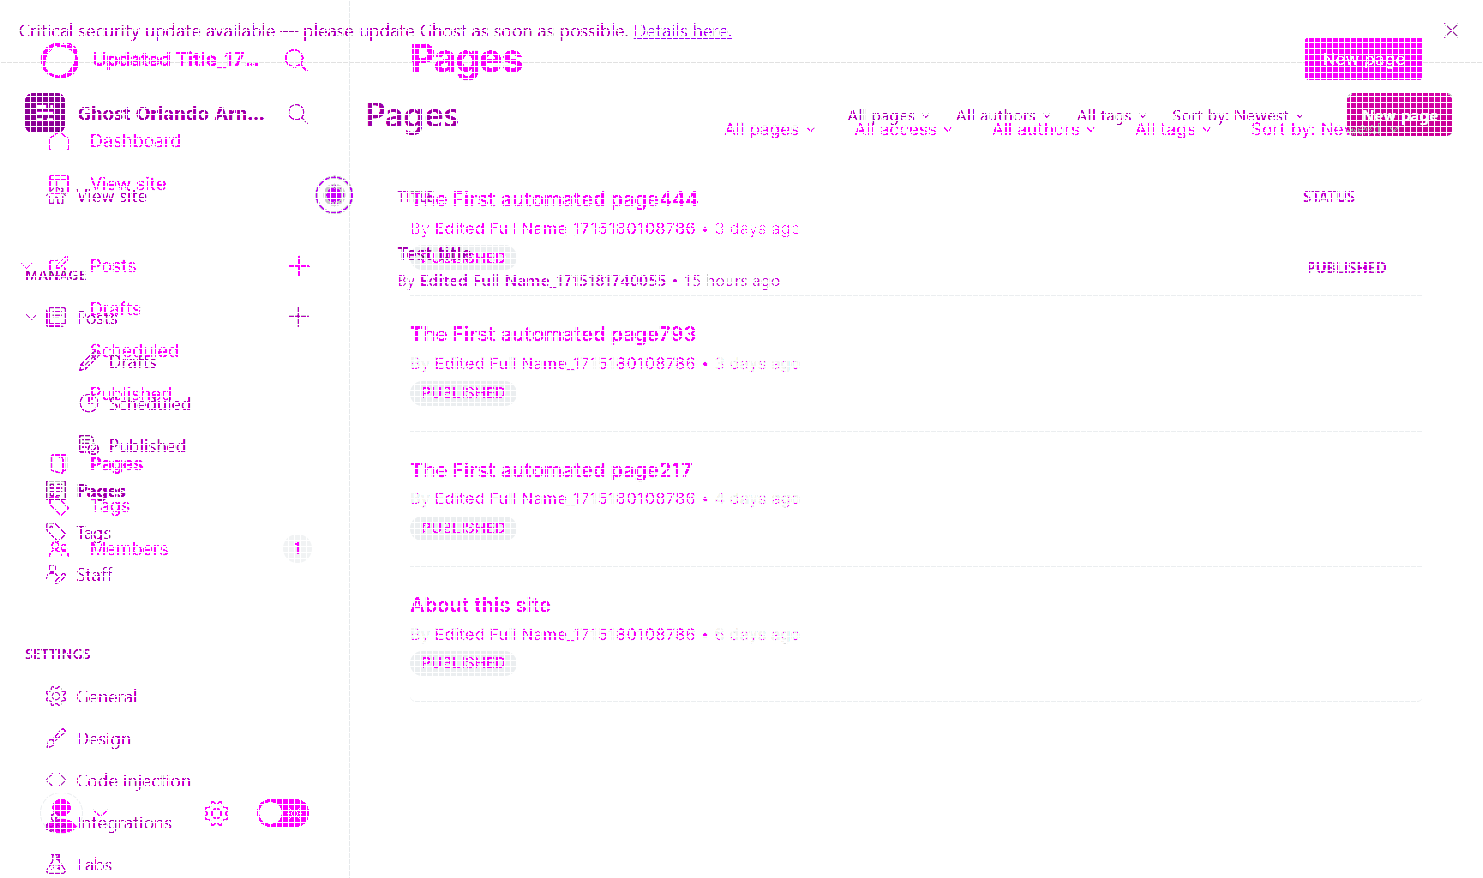 Critical security update available — please update Ghost as soon as possible. Details here.
Updated Title_17...
Pages
New page
Ghost Orlando Arn...
Pages
All pages
All authors
All tags
Sort by: Newest
New page
All pages
All access
All authors
All tags
Sort by:
Dashboard
View site
View site
The First automated page444
STATUS
By Edited Full Name_1715180108786 • 3 days ago
Test title
PUBLISHED
Posts
MANAGE
PUBLISHED
By Edited Full Name_1715181740055 • 15 hours ago
Drafts
Posts
The First automated page793
Scheduled
Drafts
By Edited Full Name_1715180108786 • 3 days ago
Published
PUBLISHED
Scheduled
Published
Pages
The First automated page217
Pages
By Edited Full Name_1715180108786 • 4 days ago
Tags
PUBLISHED
Tags
Members
1
Staff
About this site
By Edited Full Name_1715180108786 • 6 days ago
SETTINGS
PUBLISHED
General
Design
Code injection
Integrations
Labs